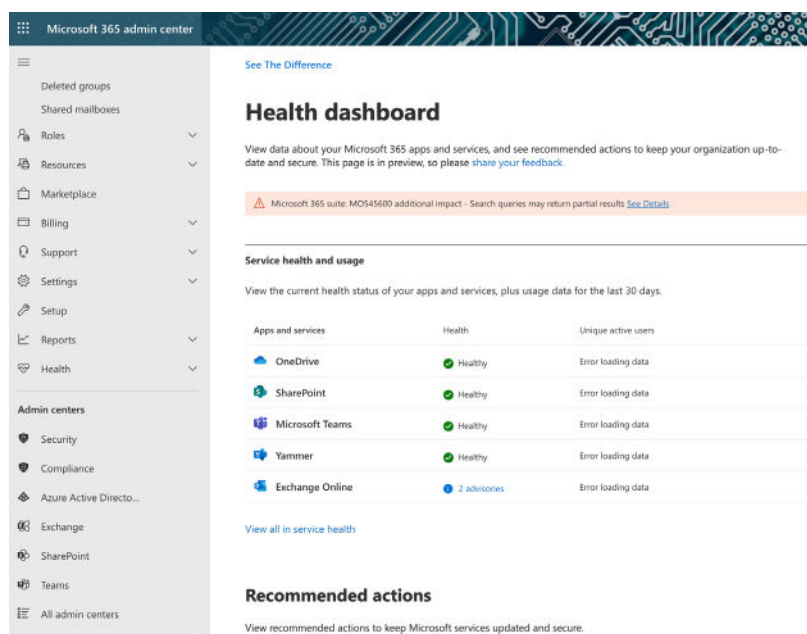 Microsoft 365 admin center
Deleted groups
Shared mailboxes
Roles
Resources
Marketplace
Billing
Support
Settings
Setup
Reports
Health
Admin centers
Security
Compliance
Azure Active Directo...
Exchange
SharePoint
Teams
All admin centers
See The Difference
Health dashboard
View data about your Microsoft 365 apps and services, and see recommended actions to keep your organization up-to-
date and secure. This page is in preview, so please share your feedback.
Microsoft 365 suite: MO545600 additional impact - Search queries may return partial results See Details
Service health and usage
View the current health status of your apps and services, plus usage data for the last 30 days.
Apps and services Health Unique active users
OneDrive Healthy Error loading data
SharePoint Healthy Error loading data
Microsoft Teams Healthy Error loading data
Yammer Healthy Error loading data
Exchange Online 2 advisories Error loading data
View all in service health
Recommended actions
View recommended actions to keep Microsoft services updated and secure.